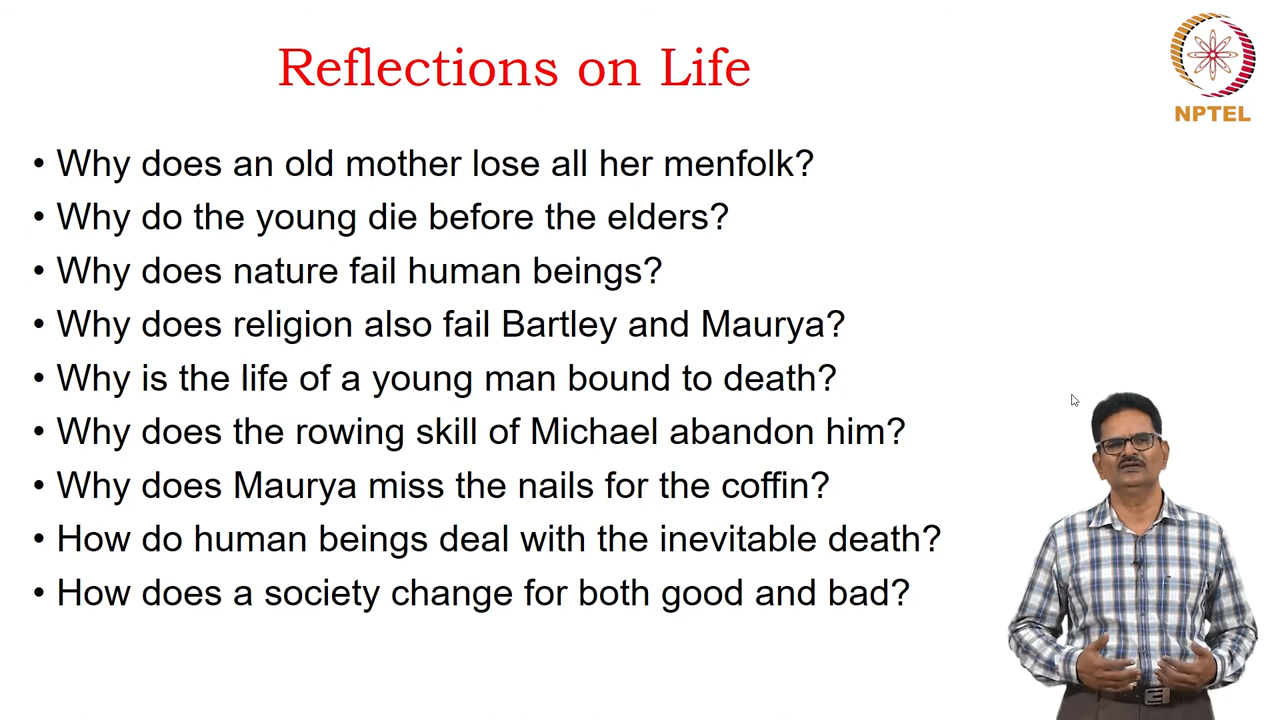 Reflections on Life
NPTEL
• Why does an old mother lose all her menfolk?
• Why do the young die before the elders?
• Why does nature fail human beings?
• Why does religion also fail Bartley and Maurya?
• Why is the life of a young man bound to death?
• Why does the rowing skill of Michael abandon him?
• Why does Maurya miss the nails for the coffin?
• How do human beings deal with the inevitable death?
• How does a society change for both good and bad?